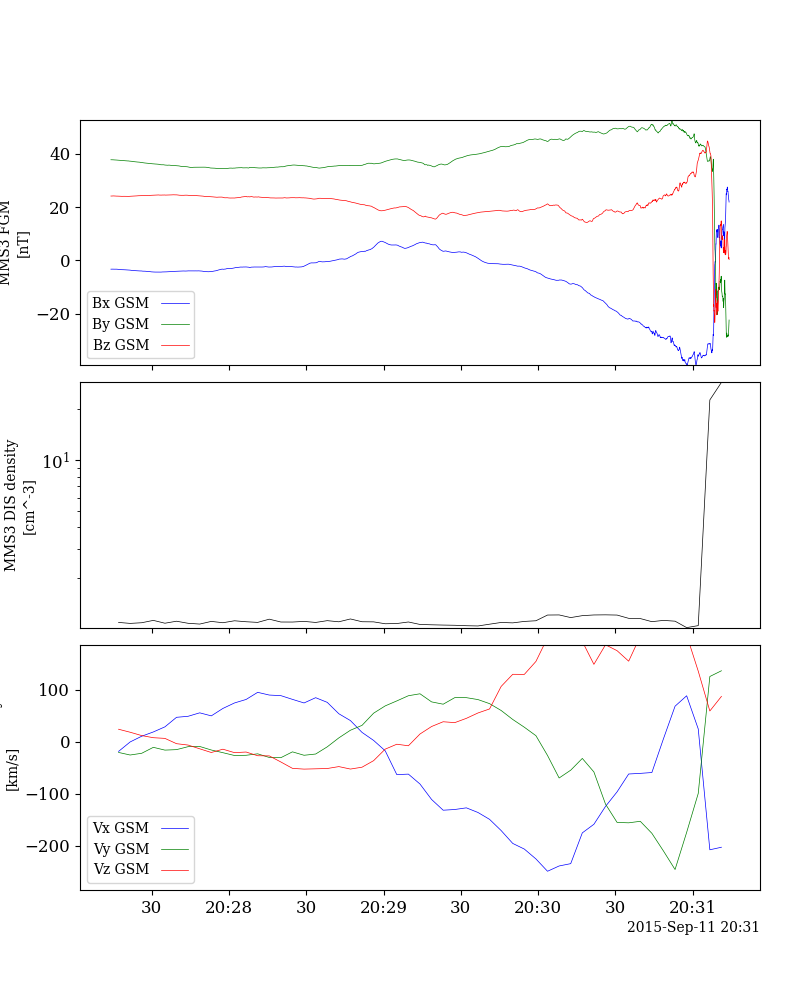 40
20
0
−20
MMS3 FGM
[nT]
Bx GSM
By GSM
Bz GSM
10^1
MMS3 DIS density
[cm^-3]
100
0
−100
−200
[km/s]
Vx GSM
Vy GSM
Vz GSM
30 20:28 30 20:29 30 20:30 30 20:31
2015-Sep-11 20:31